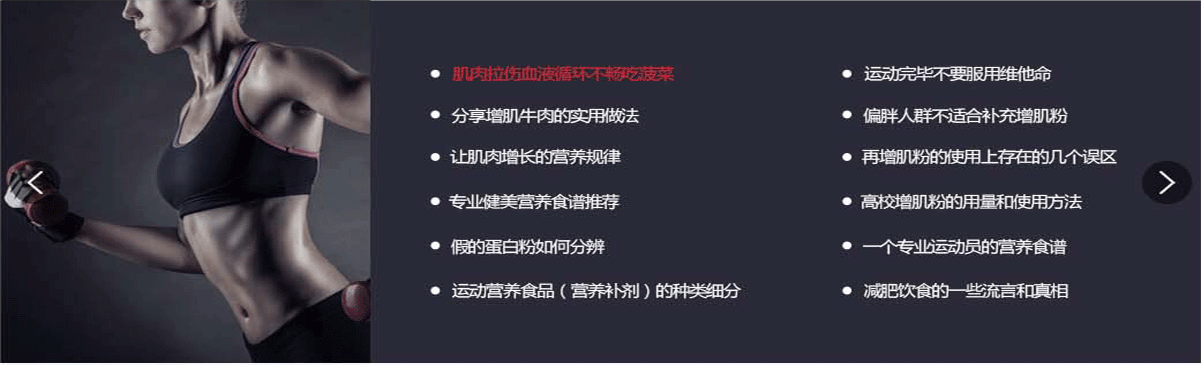 肌肉拉伤血液循环不畅吃菠菜
分享增肌牛肉的实用做法
让肌肉增长的营养规律
专业健美营养食谱推荐
假的蛋白粉如何分辨
运动营养食品（营养补剂）的种类细分
运动完毕不要服用维他命
偏胖人群不适合补充增肌粉
再增肌粉的使用上存在的几个误区
高校增肌粉的用量和使用方法
一个专业运动员的营养食谱
减肥饮食的一些流言和真相